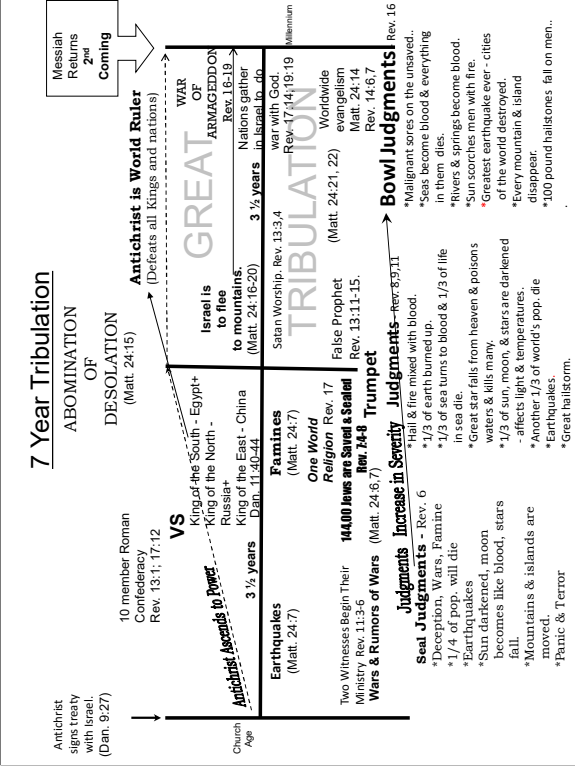 7 Year Tribulation
Antichrist
signs treaty
with Israel.
(Dan. 9:27)
10 member Roman
Confederacy
Rev. 13:1; 17:12
ABOMINATION
OF
DESOLATION
(Matt. 24:15)
Antichrist is World Ruler
(Defeats all Kings and nations)
Messiah
Returns
2nd
Coming
Antichrist Ascends to Power
VS
King of the South - Egypt+
King of the North -
Russia+
King of the East - China
Dan. 11:40-44
3 ½ years
Israel is
to flee
to mountains.
(Matt. 24:16-20)
GREAT
3 ½ years
WAR
OF
ARMAGEDDON
Rev. 16-19
Nations gather
in Israel to do
war with God.
Rev. 17:14;19:19
Church
Age
Millennium
Earthquakes
(Matt. 24:7)
Famines
(Matt. 24:7)
Satan Worship. Rev. 13:3,4
TRIBULATION
(Matt. 24:21, 22)
Worldwide
evangelism
Matt. 24:14
Rev. 14:6,7
One World
Religion Rev. 17
False Prophet
Rev. 13:11-15.
Two Witnesses Begin Their
Ministry Rev. 11:3-6
144,00 Jews are Saved & Sealed
Rev. 7:4-8
Wars & Rumors of Wars (Matt. 24:6,7)
Judgments Increase in Severity
Seal Judgments - Rev. 6
*Deception, Wars, Famine
*1/4 of pop. will die
*Earthquakes
*Sun darkened, moon
becomes like blood, stars
fall.
*Mountains & islands are
moved.
*Panic & Terror
Trumpet
Judgments - Rev. 8,9,11
*Hail & fire mixed with blood.
*1/3 of earth burned up.
*1/3 of sea turns to blood & 1/3 of life
in sea die.
*Great star falls from heaven & poisons
waters & kills many.
*1/3 of sun, moon, & stars are darkened
- affects light & temperatures.
*Another 1/3 of world's pop. die
*Earthquakes.
*Great hailstorm.
Bowl Judgments - Rev. 16
*Malignant sores on the unsaved..
*Seas become blood & everything
in them dies.
*Rivers & springs become blood.
*Sun scorches men with fire.
*Greatest earthquake ever - cities
of the world destroyed.
*Every mountain & island
disappear.
*100 pound hailstones fall on men..
.